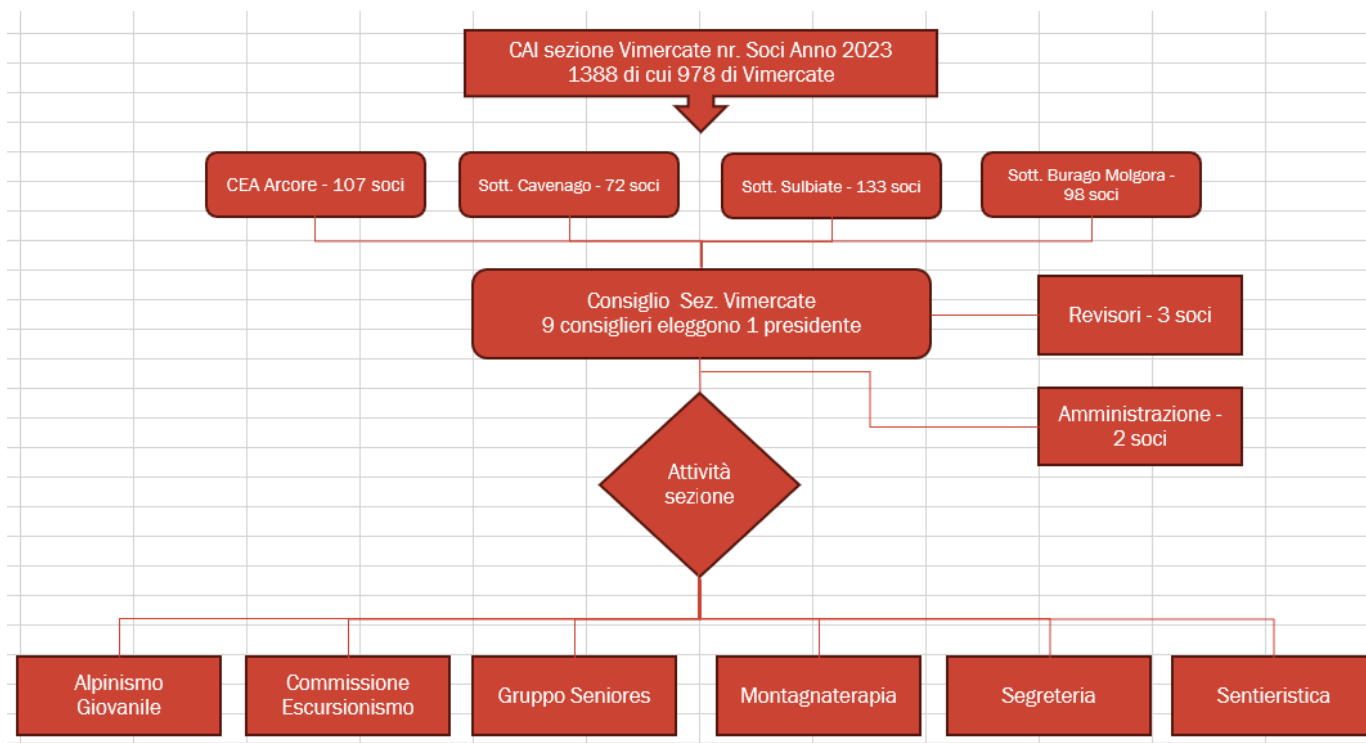 CAI sezione Vimercate nr. Soci Anno 2023
1388 di cui 978 di Vimercate
CEA Arcore - 107 soci
Sott. Cavenago - 72 soci
Sott. Sulbiate - 133 soci
Sott. Burago Molgora -
98 soci
Consiglio Sez. Vimercate
9 consiglieri eleggono 1 presidente
Revisori - 3 soci
Amministrazione -
2 soci
Attività
sezione
Alpinismo
Giovanile
Commissione
Escursionismo
Gruppo Seniores
Montagnaterapia
Segreteria
Sentieristica